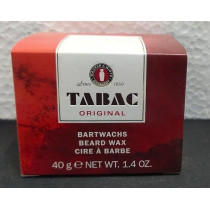 TABAC
ORIGINAL
BARTWACHS
BEARD WAX
CIRE À BARBE
40 g ℮ NET WT. 1.4 OZ.